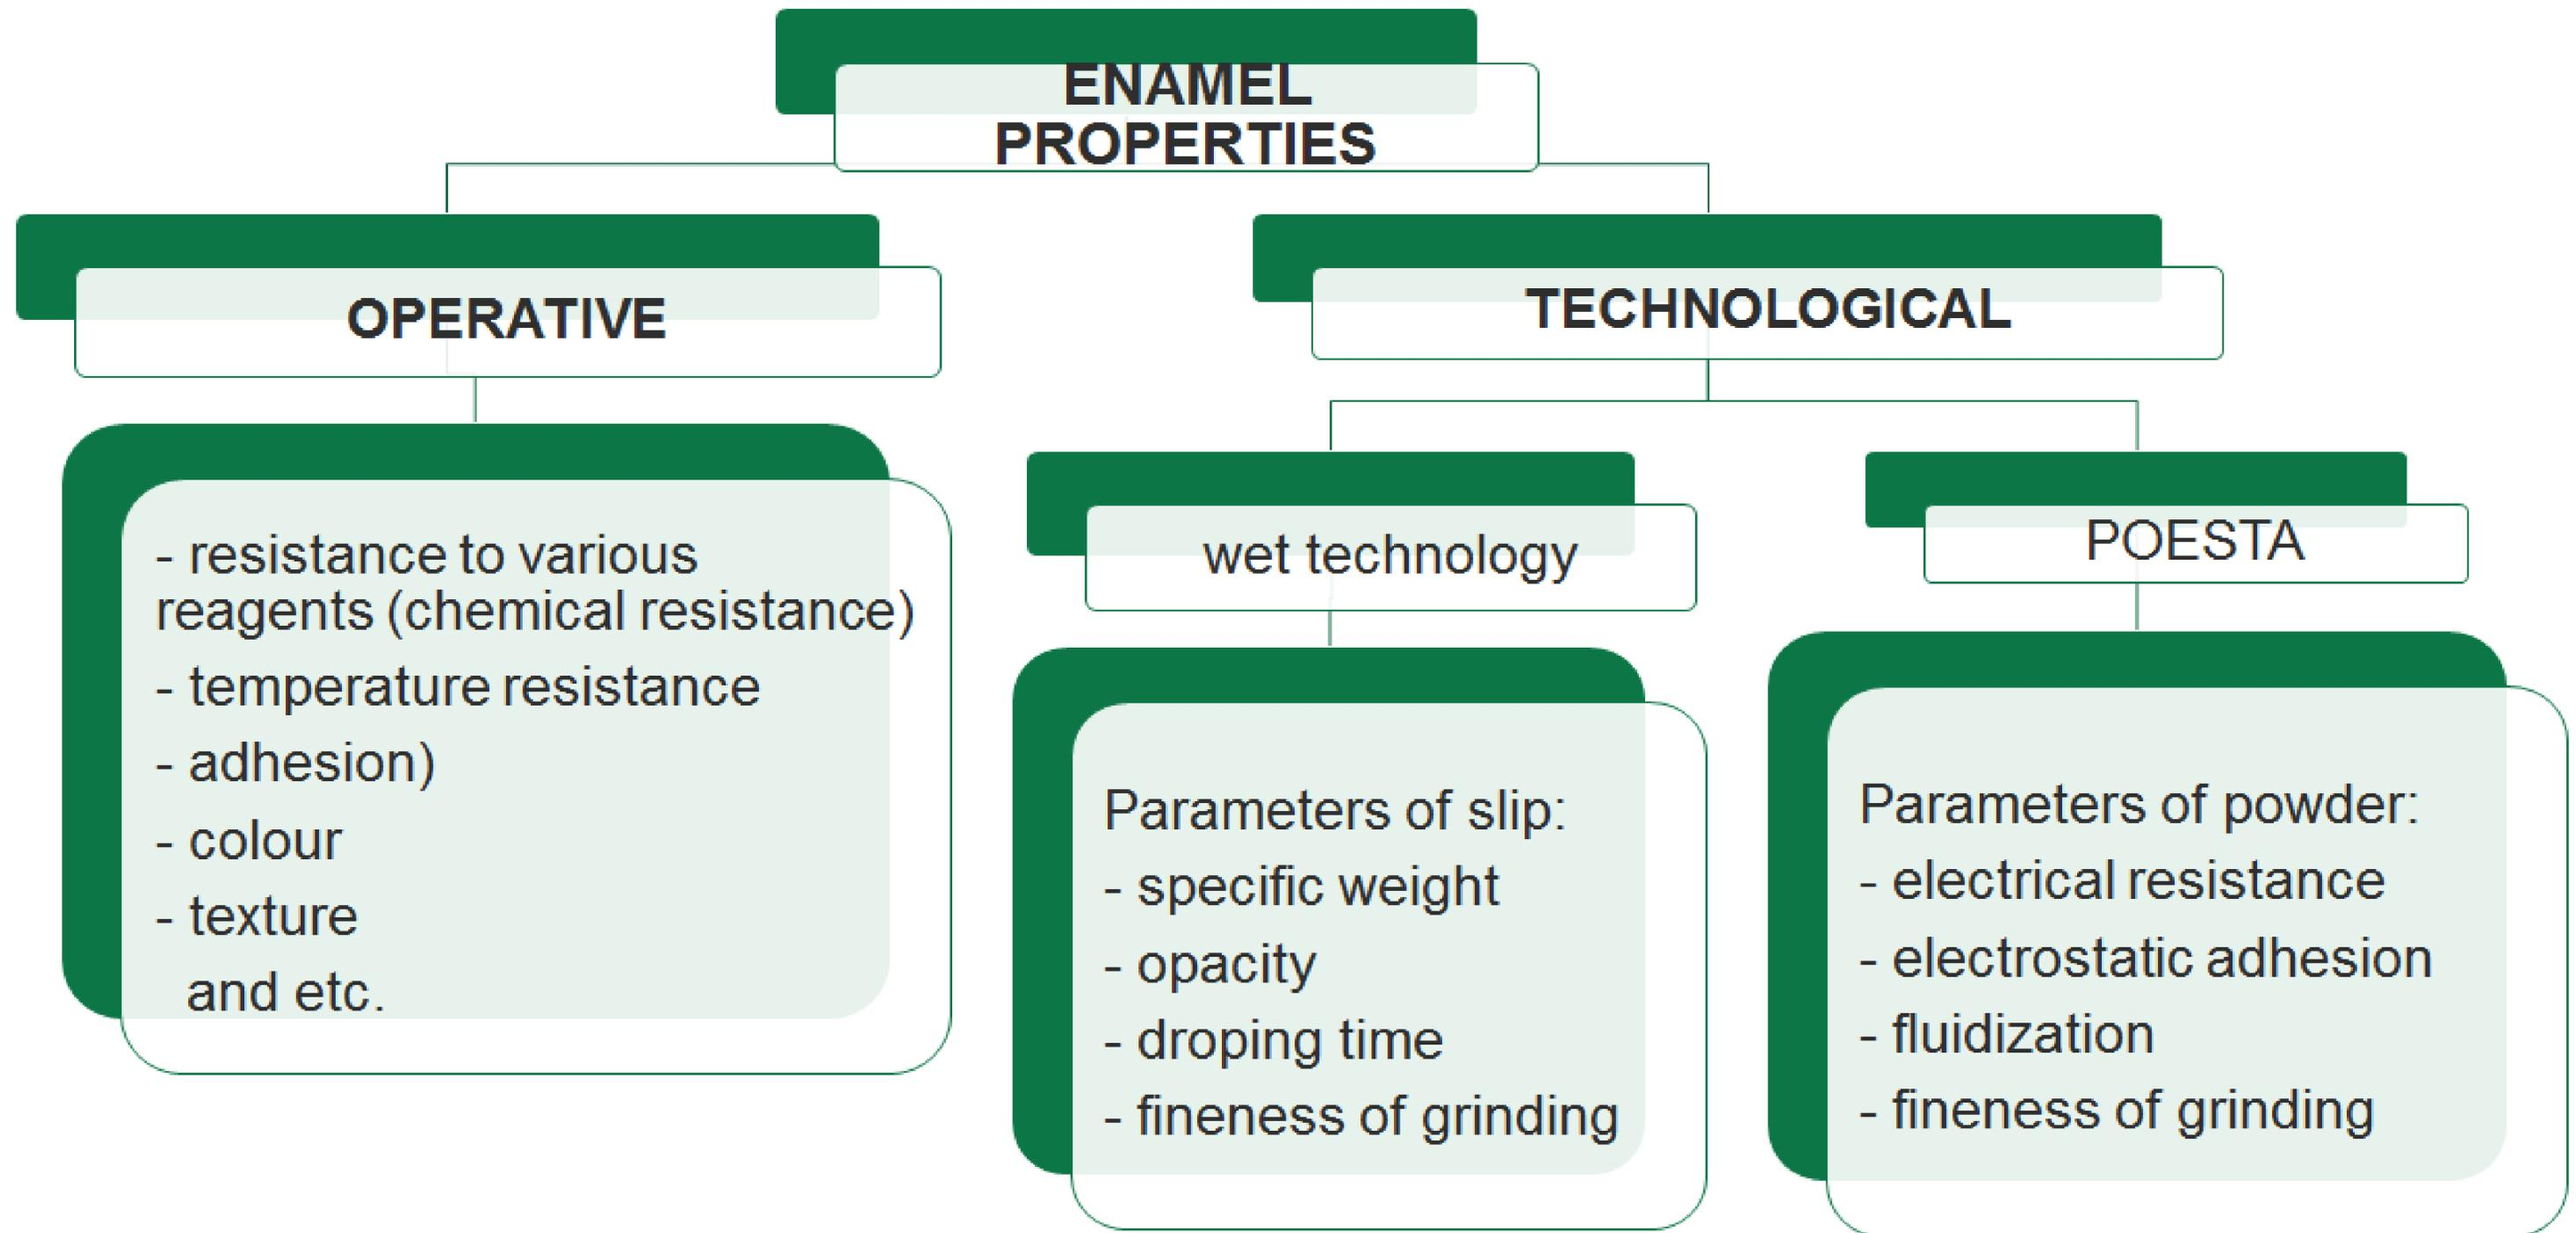 ENAMEL
PROPERTIES
OPERATIVE
TECHNOLOGICAL
- resistance to various
reagents (chemical resistance)
- temperature resistance
- adhesion)
- colour
- texture
and etc.
wet technology
Parameters of slip:
- specific weight
- opacity
- droping time
- fineness of grinding
POESTA
Parameters of powder:
- electrical resistance
- electrostatic adhesion
- fluidization
- fineness of grinding